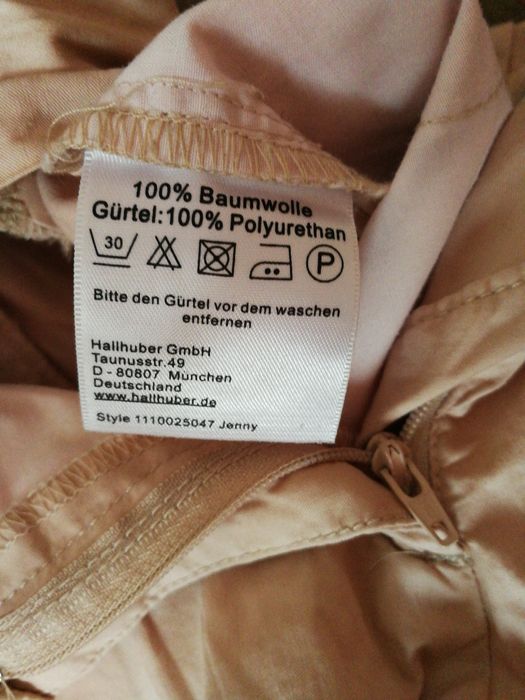 100% Baumwolle
Gürtel:100% Polyurethan
30 P
Bitte den Gürtel vor dem waschen
entfernen
Hallhuber GmbH
Taunusstr.49
D - 80807 München
Deutschland
www.hallhuber.de
Style 1110025047 Jenny